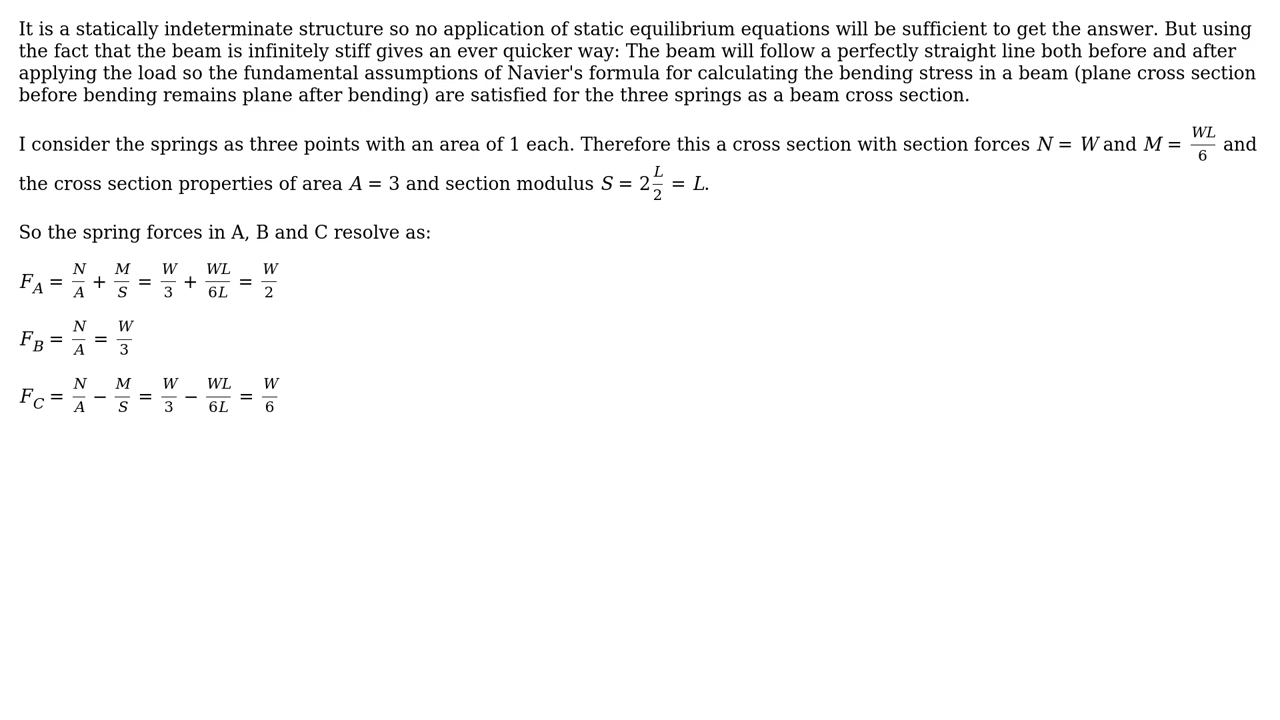 It is a statically indeterminate structure so no application of static equilibrium equations will be sufficient to get the answer. But using
the fact that the beam is infinitely stiff gives an ever quicker way: The beam will follow a perfectly straight line both before and after
applying the load so the fundamental assumptions of Navier's formula for calculating the bending stress in a beam (plane cross section
before bending remains plane after bending) are satisfied for the three springs as a beam cross section.
I consider the springs as three points with an area of 1 each. Therefore this a cross section with section forces N = W and M = WL/6 and
the cross section properties of area A = 3 and section modulus S = 2 L/2 = L.
So the spring forces in A, B and C resolve as:
F_A = N/A + M/S = W/3 + WL/6L = W/2
F_B = N/A = W/3
F_C = N/A − M/S = W/3 − WL/6L = W/6